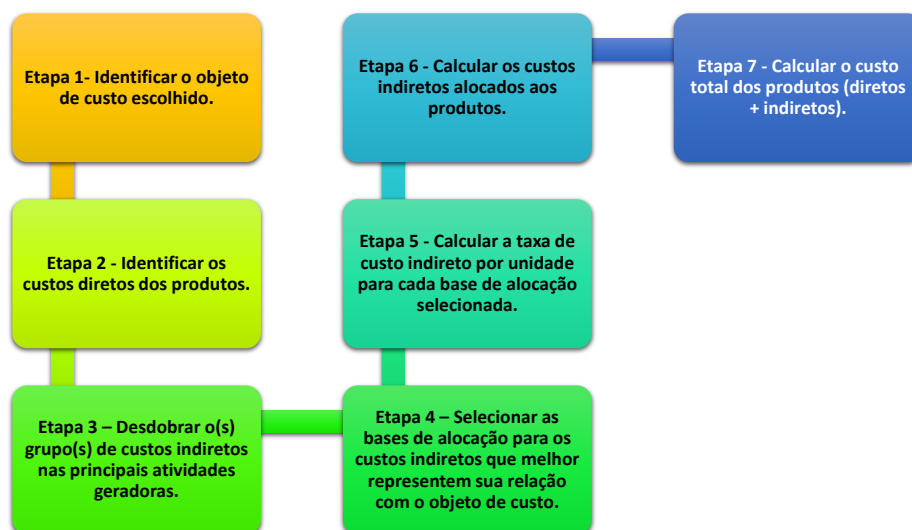 Etapa 1- Identificar o objeto
de custo escolhido.
Etapa 2 - Identificar os
custos diretos dos produtos.
Etapa 3 – Desdobrar o(s)
grupo(s) de custos indiretos
nas principais atividades
geradoras.
Etapa 4 – Selecionar as
bases de alocação para os
custos indiretos que melhor
representem sua relação
com o objeto de custo.
Etapa 5 - Calcular a taxa de
custo indireto por unidade
para cada base de alocação
selecionada.
Etapa 6 - Calcular os custos
indiretos alocados aos
produtos.
Etapa 7 - Calcular o custo
total dos produtos (diretos
+ indiretos).